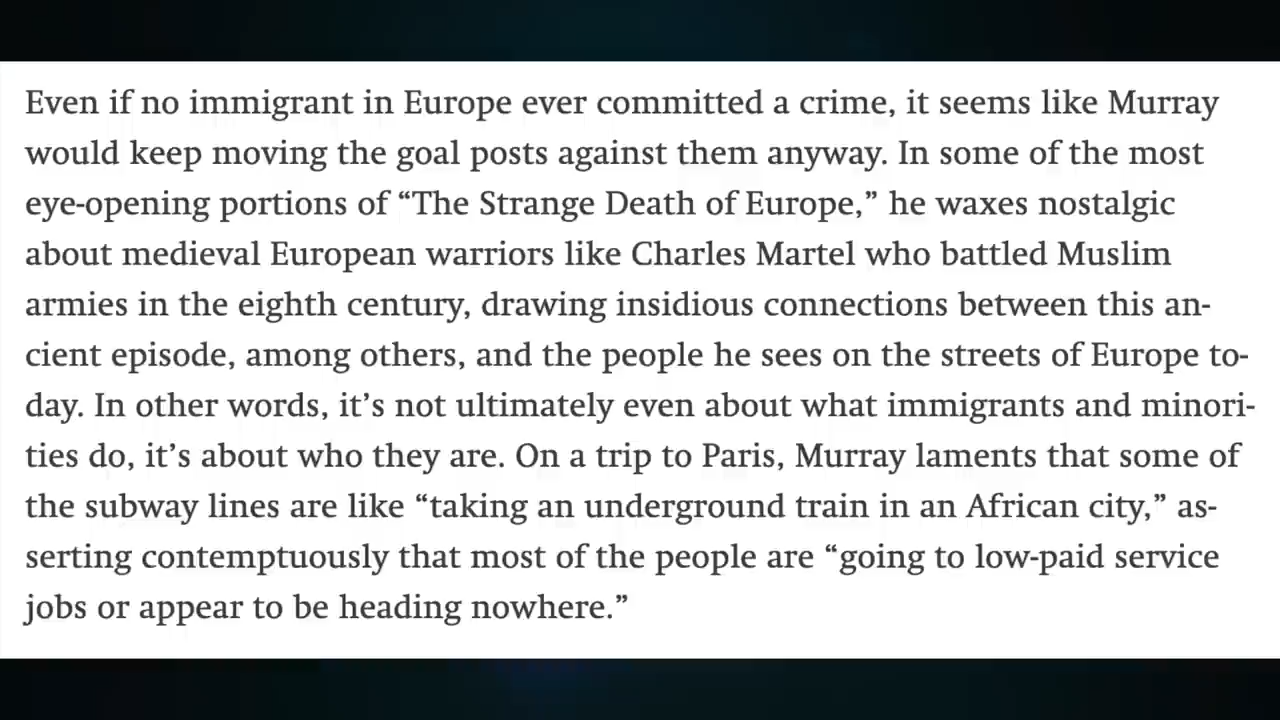 Even if no immigrant in Europe ever committed a crime, it seems like Murray
would keep moving the goal posts against them anyway. In some of the most
eye-opening portions of “The Strange Death of Europe,” he waxes nostalgic
about medieval European warriors like Charles Martel who battled Muslim
armies in the eighth century, drawing insidious connections between this an-
cient episode, among others, and the people he sees on the streets of Europe to-
day. In other words, it’s not ultimately even about what immigrants and minori-
ties do, it’s about who they are. On a trip to Paris, Murray laments that some of
the subway lines are like “taking an underground train in an African city,” as-
serting contemptuously that most of the people are “going to low-paid service
jobs or appear to be heading nowhere.”